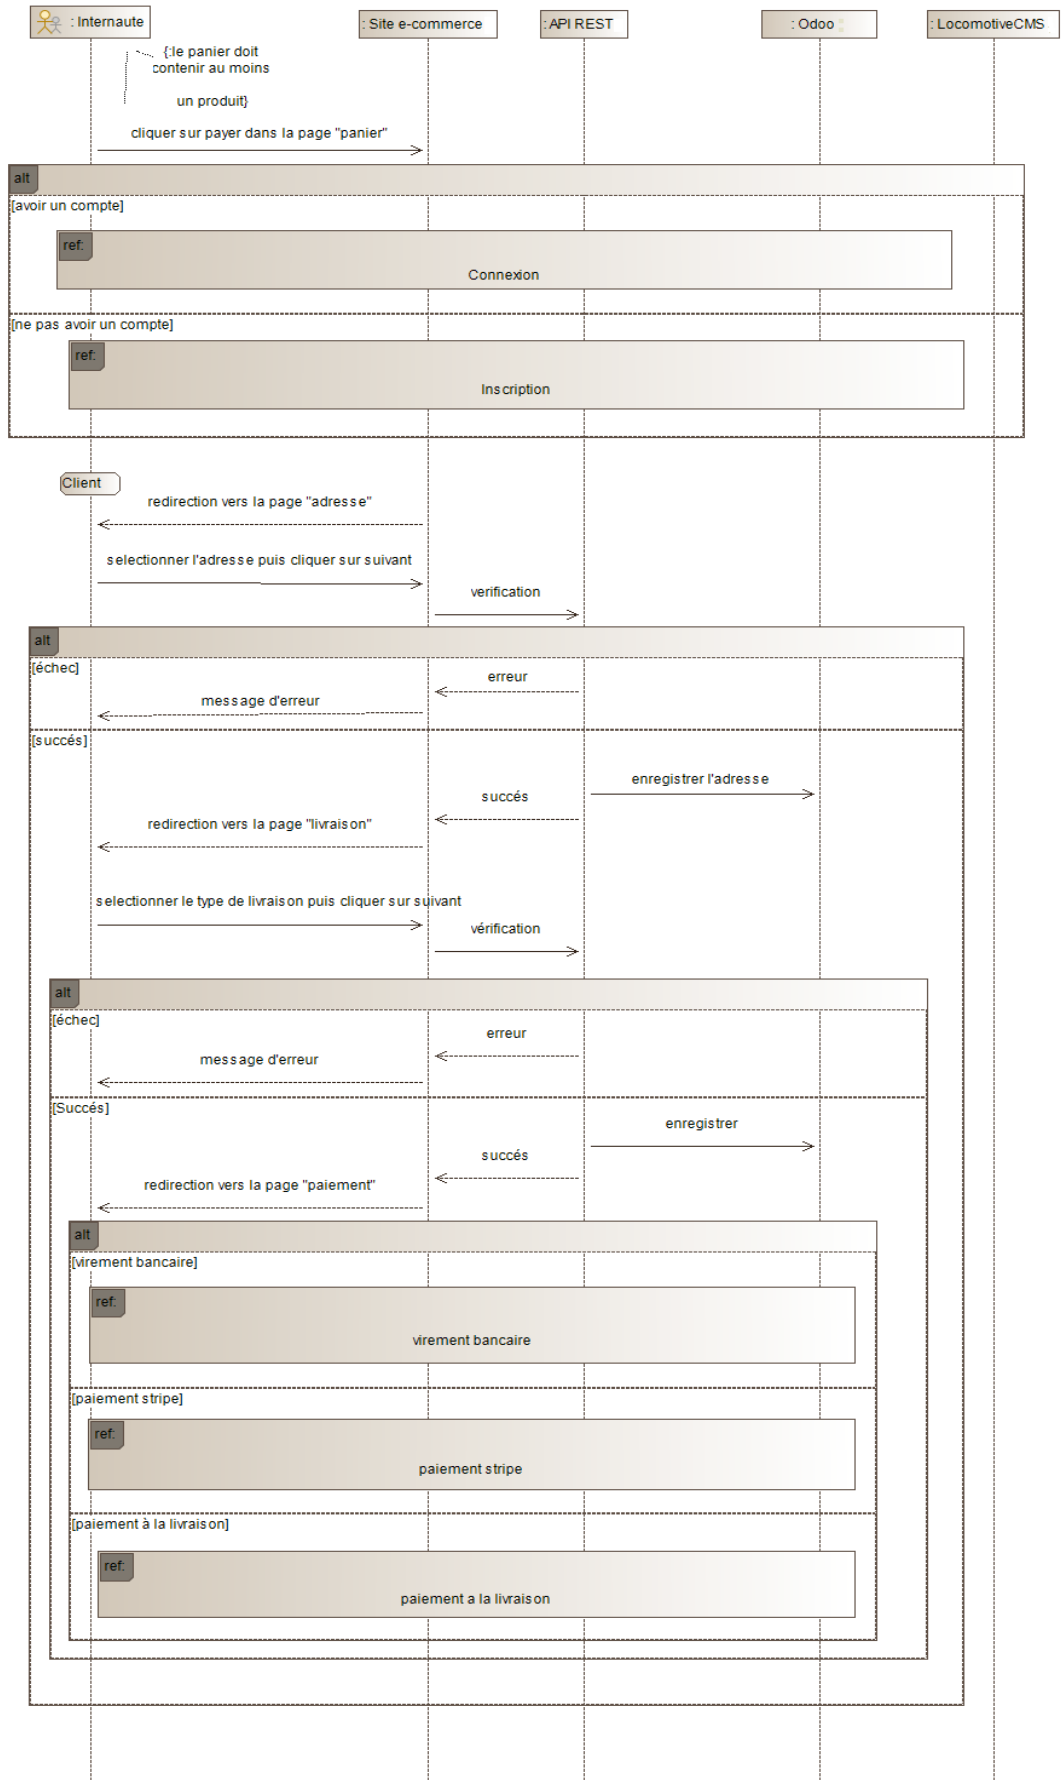 : Internaute
: Site e-commerce
: API REST
: Odoo :
: LocomotiveCMS
{:le panier doit
contenir au moins
un produit}
cliquer sur payer dans la page "panier"
alt
[avoir un compte]
ref:
Connexion
[ne pas avoir un compte]
ref:
Inscription
Client
redirection vers la page "adresse"
selectionner l'adresse puis cliquer sur suivant
verification
alt
[échec]
erreur
message d'erreur
[succés]
enregistrer l'adresse
succés
redirection vers la page "livraison"
selectionner le type de livraison puis cliquer sur suivant
vérification
alt
[échec]
erreur
message d'erreur
[Succés]
enregistrer
succés
redirection vers la page "paiement"
alt
[virement bancaire]
ref:
virement bancaire
[paiement stripe]
ref:
paiement stripe
[paiement à la livraison]
ref:
paiement a la livraison